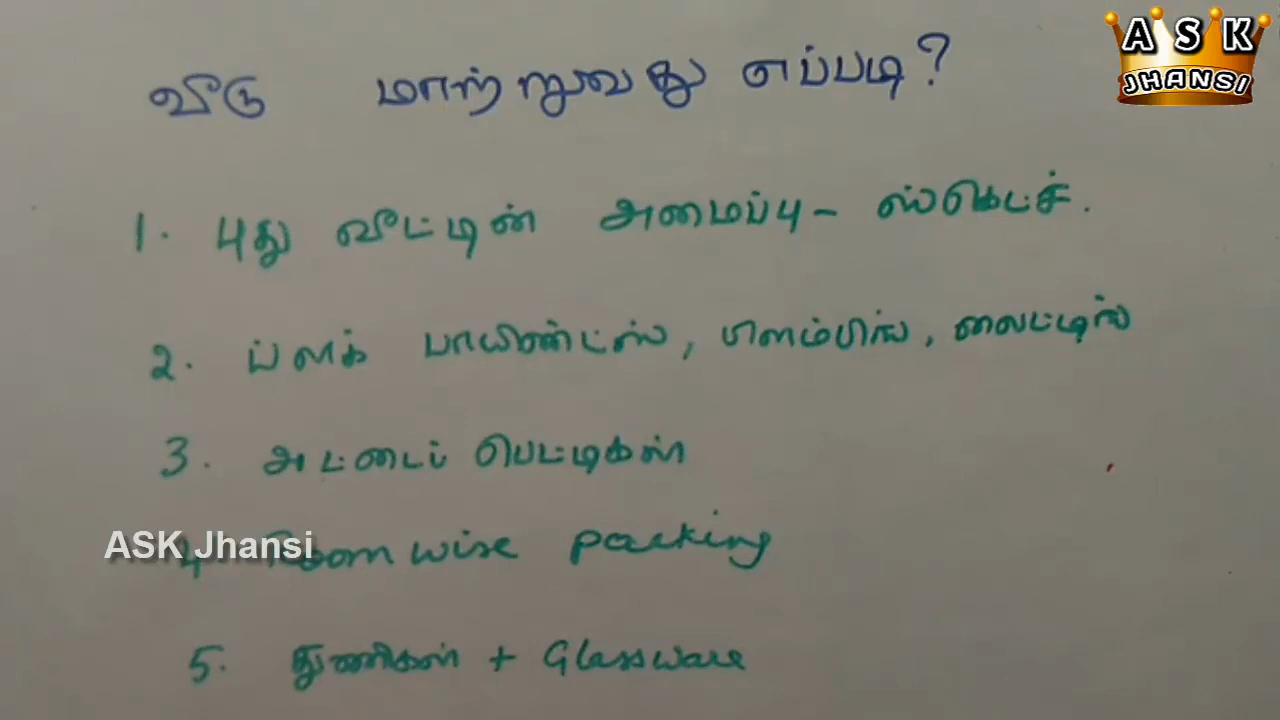 A S K
JHANSI
வீடு மாற்றுவது எப்படி?
1. புது வீட்டின் அமைப்பு - ஸ்கெட்ச்.
2. ப்ளக் பாயிண்ட்ஸ், பிளம்பிங், லைட்டிங்
3. அட்டைப் பெட்டிகள்
ASK Jhansi
4. Room wise packing
5. துணிகள் + Glassware